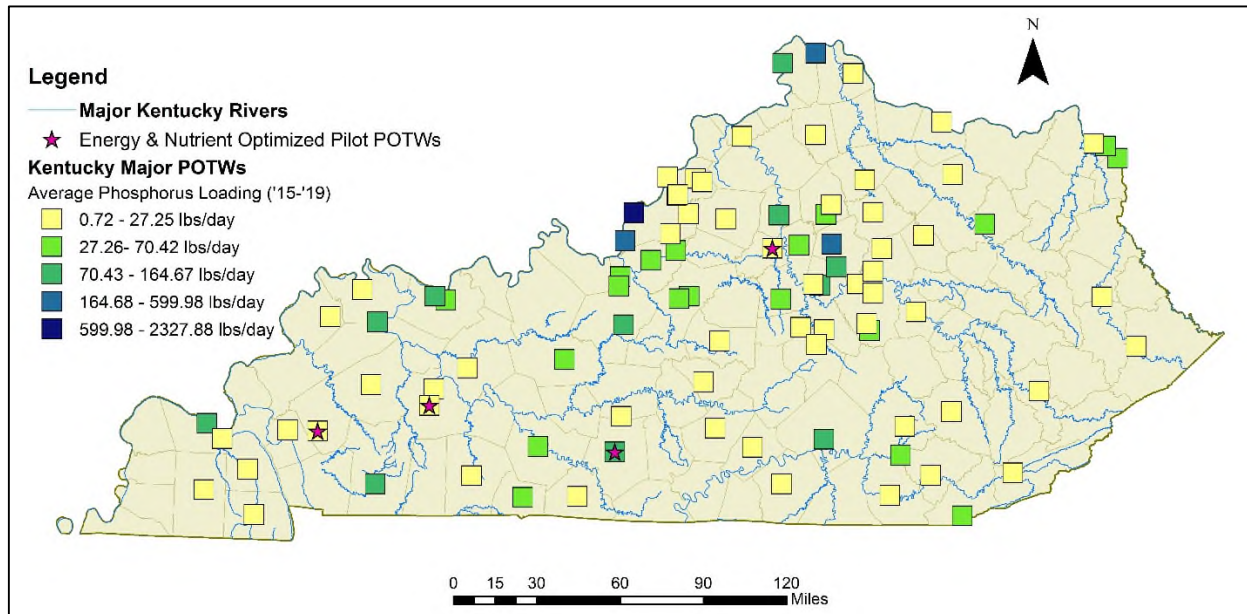 N
Legend
Major Kentucky Rivers
Energy & Nutrient Optimized Pilot POTWs
Kentucky Major POTWs
Average Phosphorus Loading ('15-'19)
0.72 - 27.25 lbs/day
27.26- 70.42 lbs/day
70.43 - 164.67 lbs/day
164.68 - 599.98 lbs/day
599.98 - 2327.88 lbs/day
0 15 30 60 90 120
Miles